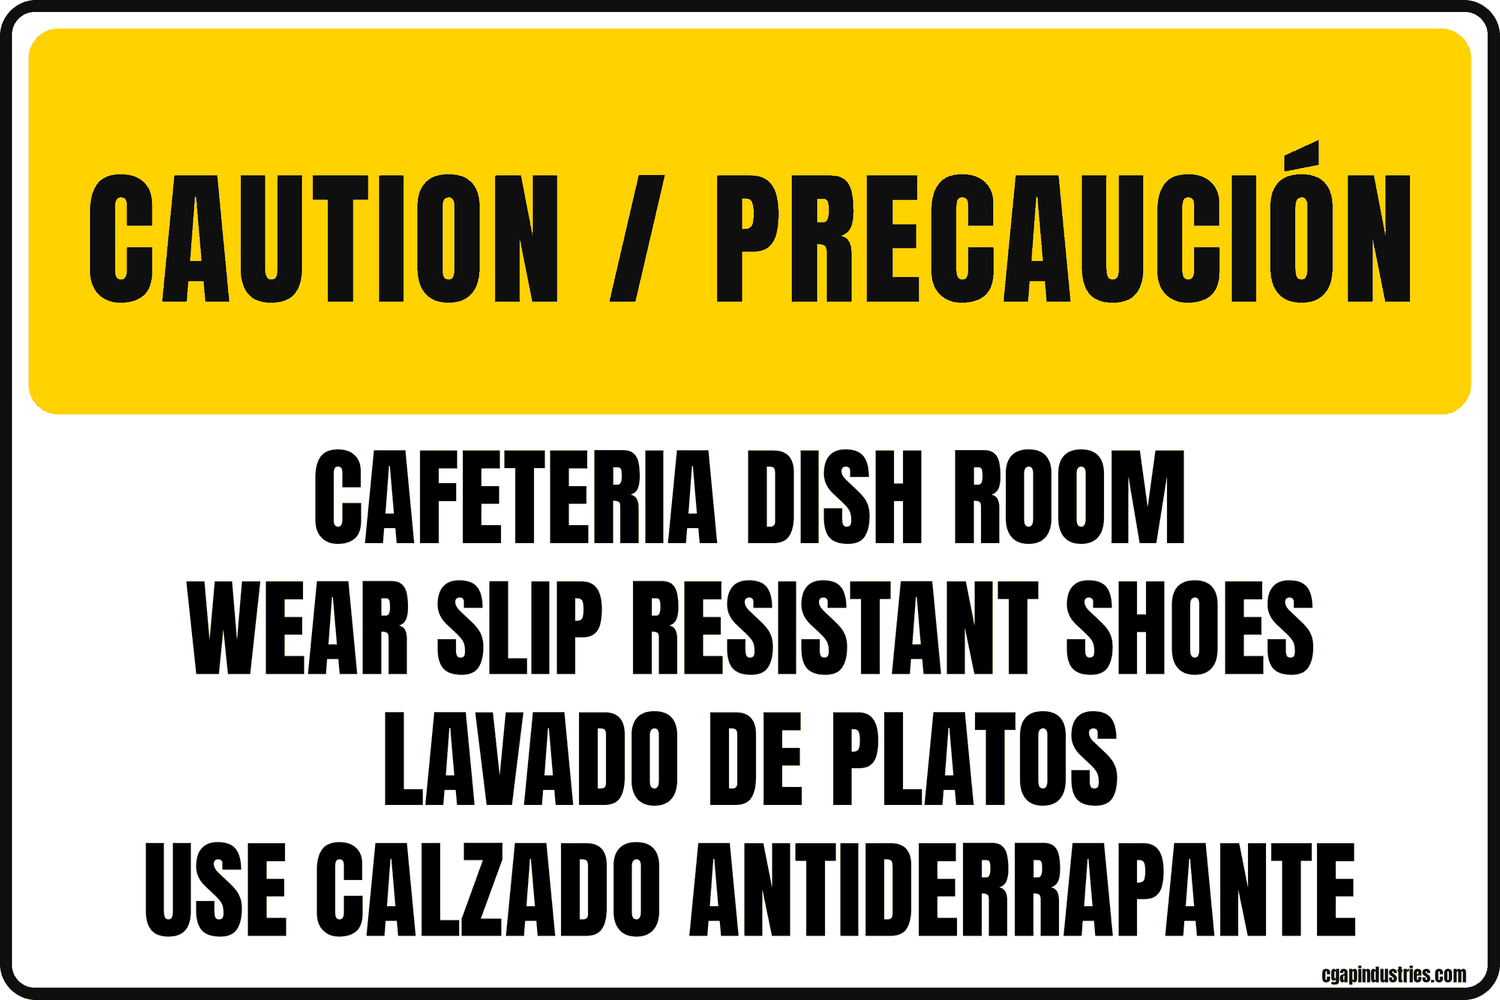 CAUTION / PRECAUCIÓN
CAFETERIA DISH ROOM
WEAR SLIP RESISTANT SHOES
LAVADO DE PLATOS
USE CALZADO ANTIDERRAPANTE
cgapindustries.com